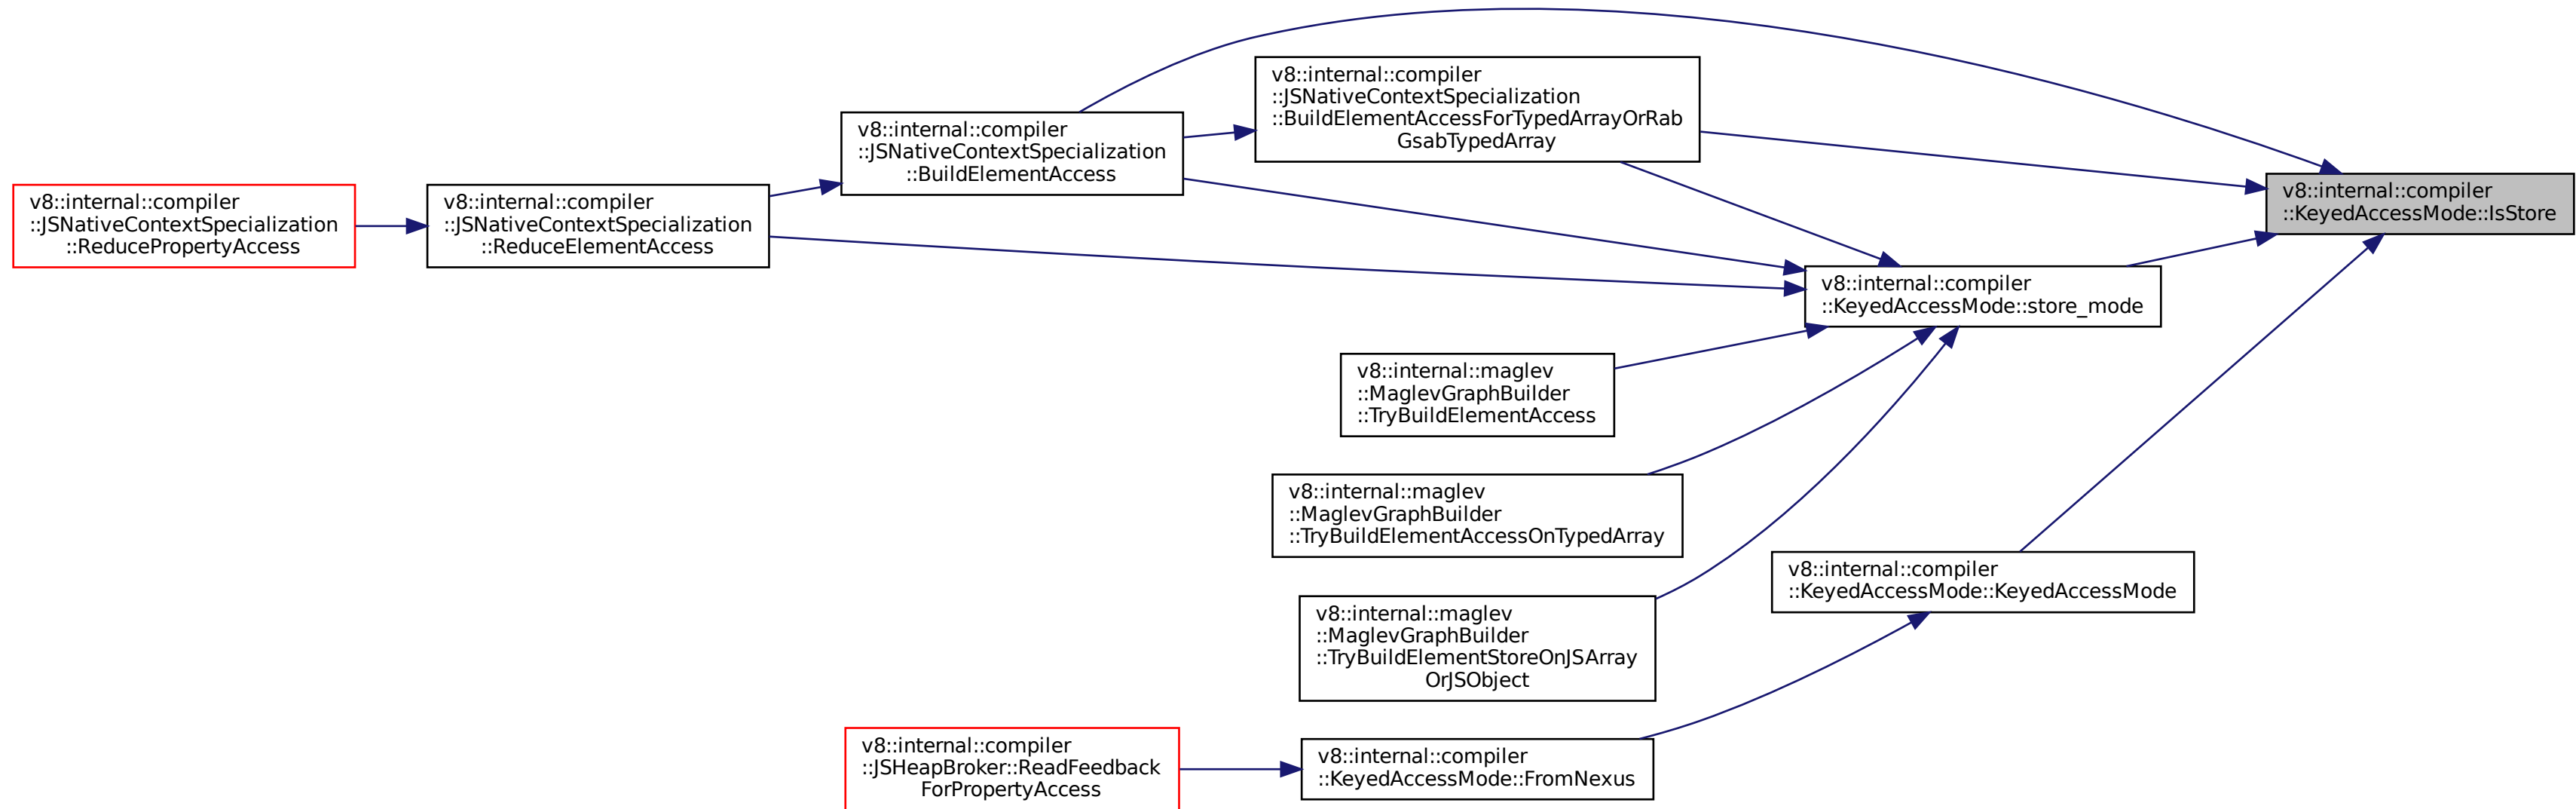 v8::internal::compiler
::JSNativeContextSpecialization
::ReducePropertyAccess
v8::internal::compiler
::JSNativeContextSpecialization
::ReduceElementAccess
v8::internal::compiler
::JSNativeContextSpecialization
::BuildElementAccess
v8::internal::compiler
::JSNativeContextSpecialization
::BuildElementAccessForTypedArrayOrRab
GsabTypedArray
v8::internal::compiler
::KeyedAccessMode::IsStore
v8::internal::compiler
::KeyedAccessMode::store_mode
v8::internal::maglev
::MaglevGraphBuilder
::TryBuildElementAccess
v8::internal::maglev
::MaglevGraphBuilder
::TryBuildElementAccessOnTypedArray
v8::internal::maglev
::MaglevGraphBuilder
::TryBuildElementStoreOnJSArray
OrJSObject
v8::internal::compiler
::KeyedAccessMode::KeyedAccessMode
v8::internal::compiler
::JSHeapBroker::ReadFeedback
ForPropertyAccess
v8::internal::compiler
::KeyedAccessMode::FromNexus